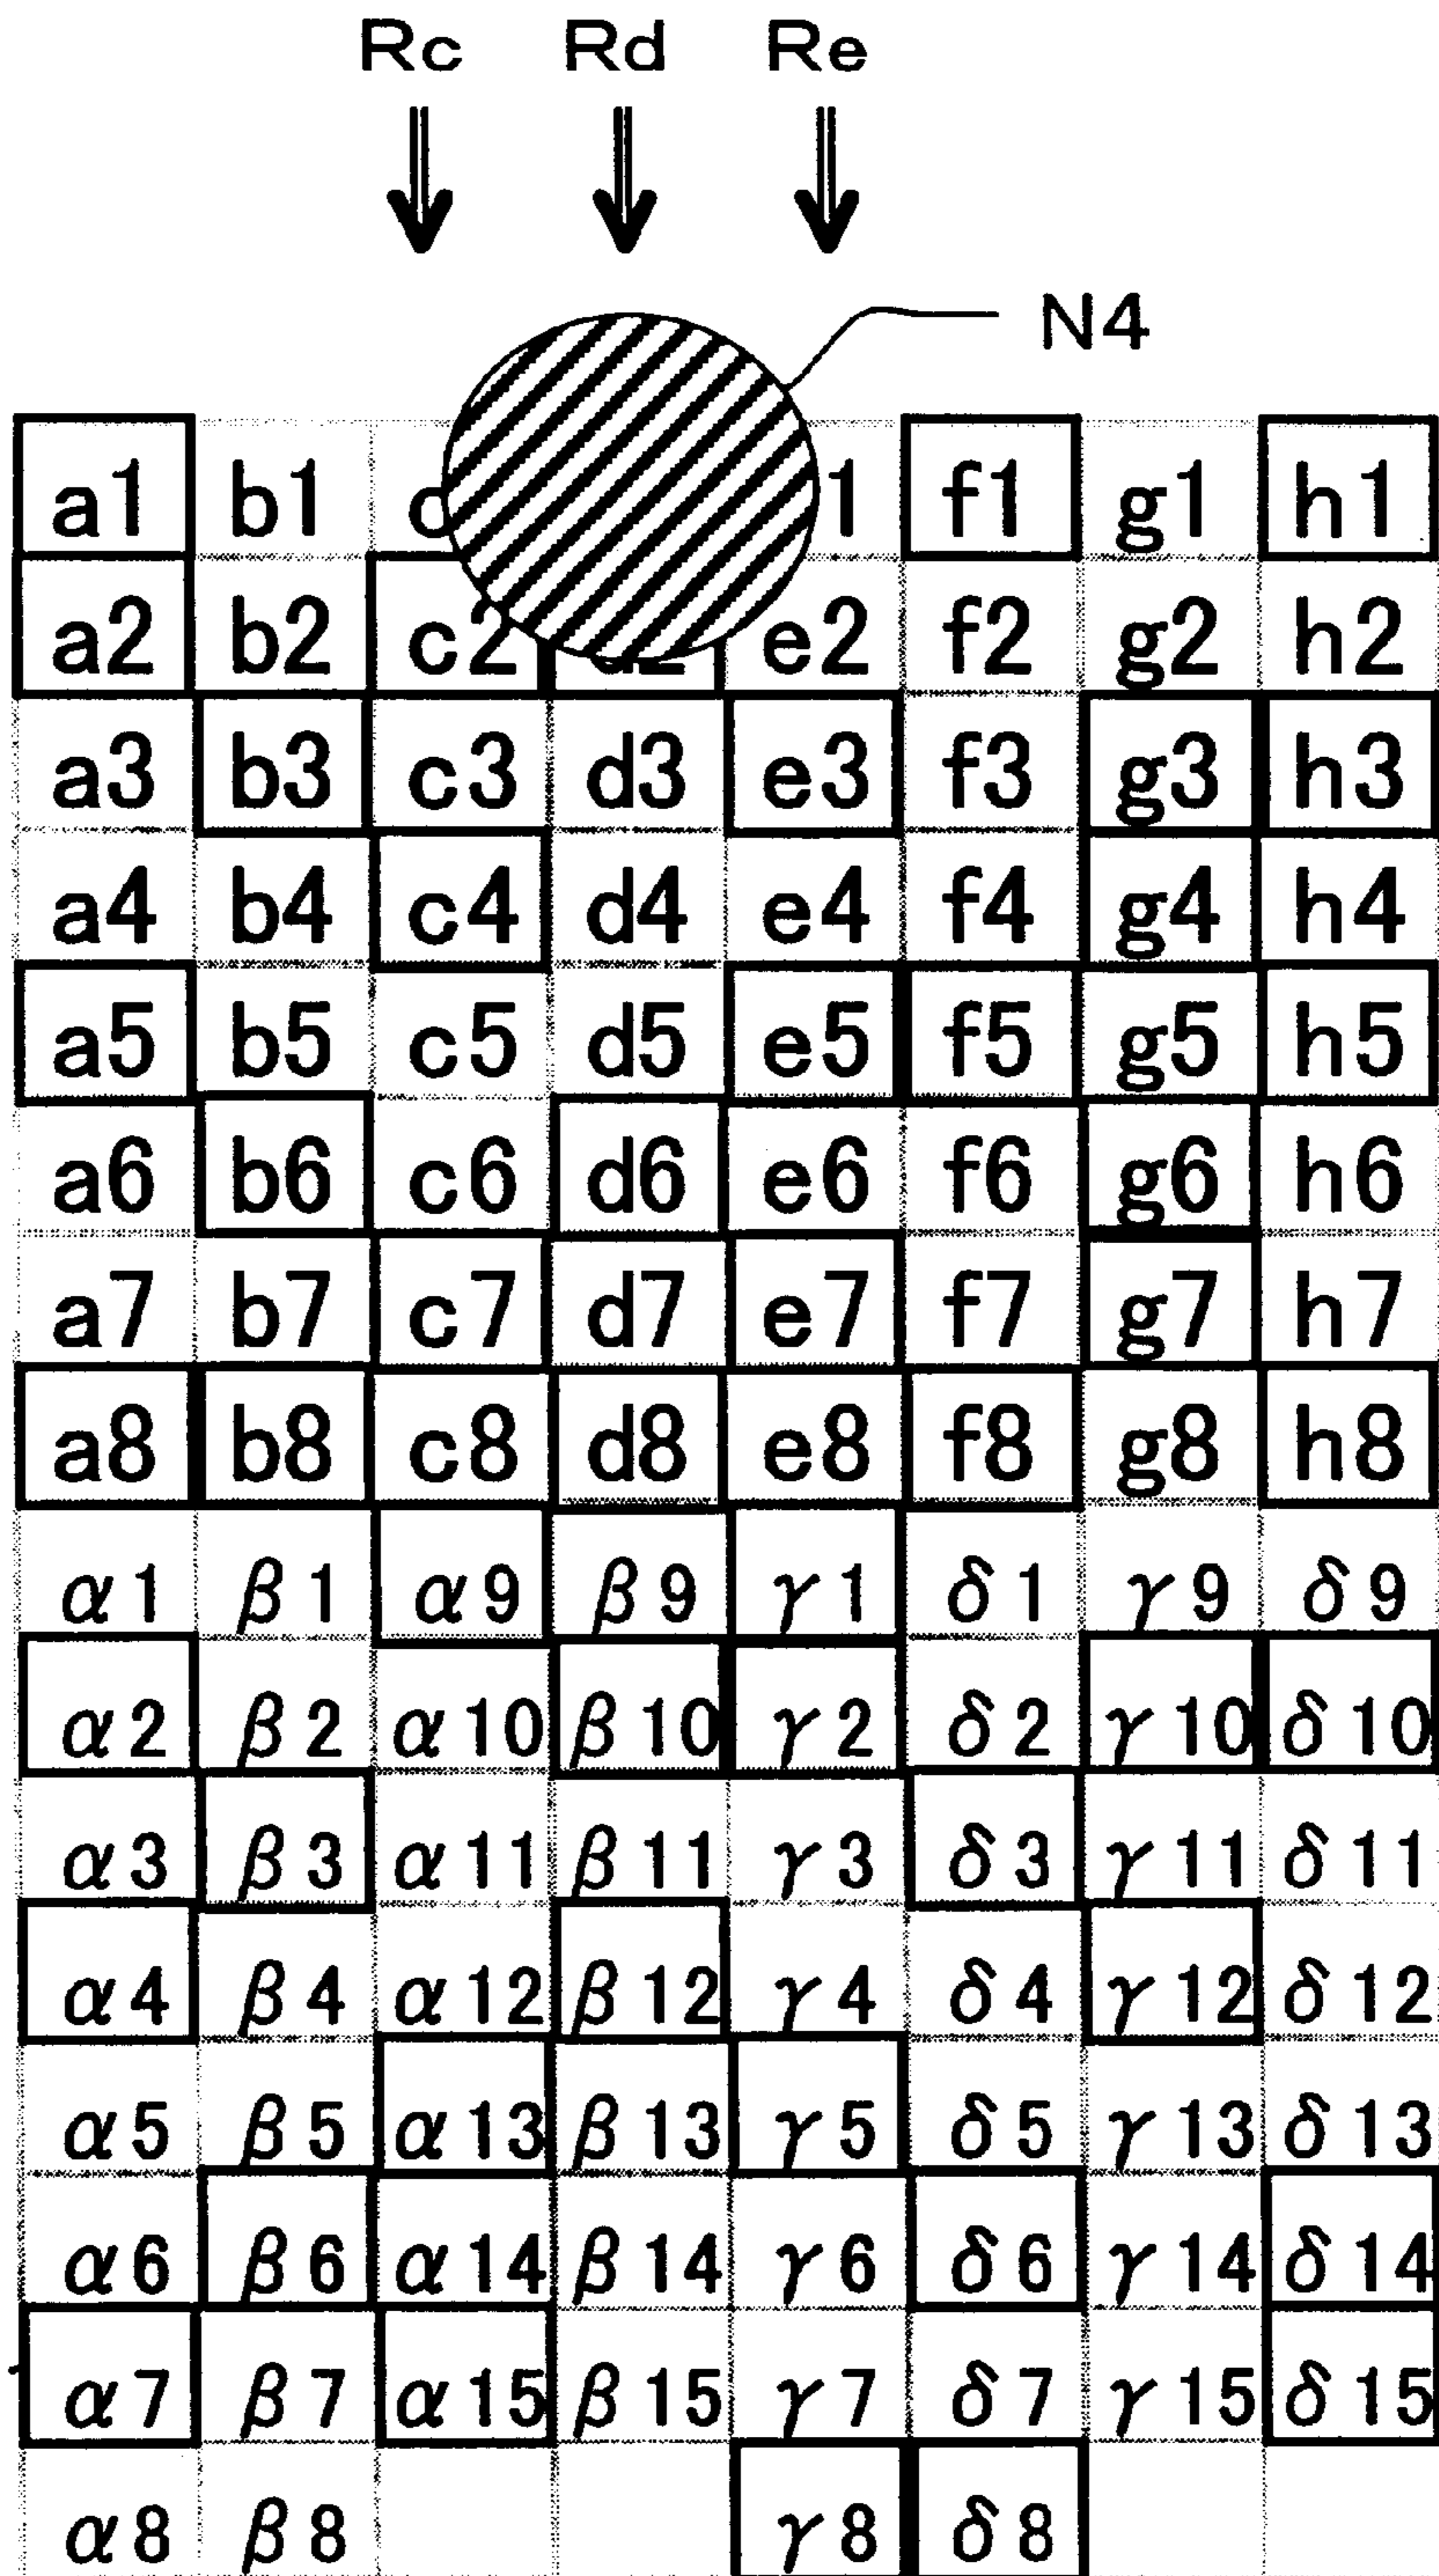 Rc Rd Re
N4
a1 b1 1 f1 g1 h1
a2 b2 c2 e2 f2 g2 h2
a3 b3 c3 d3 e3 f3 g3 h3
a4 b4 c4 d4 e4 f4 g4 h4
a5 b5 c5 d5 e5 f5 g5 h5
a6 b6 c6 d6 e6 f6 g6 h6
a7 b7 c7 d7 e7 f7 g7 h7
a8 b8 c8 d8 e8 f8 g8 h8
α1 β1 α9 β9 γ1 δ1 γ9 δ9
α2 β2 α10 β10 γ2 δ2 γ10 δ10
α3 β3 α11 β11 γ3 δ3 γ11 δ11
α4 β4 α12 β12 γ4 δ4 γ12 δ12
α5 β5 α13 β13 γ5 δ5 γ13 δ13
α6 β6 α14 β14 γ6 δ6 γ14 δ14
α7 β7 α15 β15 γ7 δ7 γ15 δ15
α8 β8 γ8 δ8